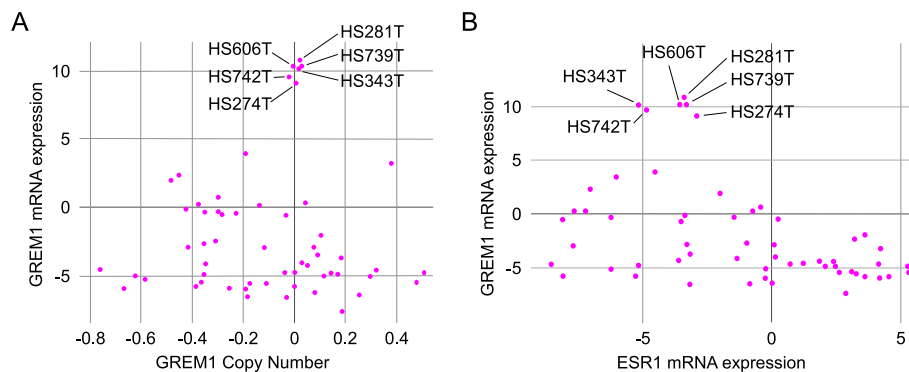 A
HS281T
HS606T
HS739T
HS742T
HS343T
HS274T
10
5
0
-5
GREM1 mRNA expression
-0.8
-0.6
-0.4
-0.2
0
0.2
0.4
GREM1 Copy Number
B
HS606T
HS281T
HS343T
HS739T
HS742T
HS274T
10
5
0
-5
GREM1 mRNA expression
-5
0
5
ESR1 mRNA expression